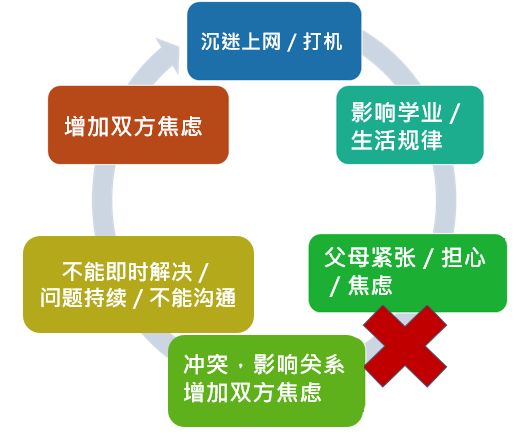 沉迷上网 / 打机
影响学业 /
生活规律
父母紧张 / 担心
/ 焦虑
冲突，影响关系
增加双方焦虑
不能即时解决 /
问题持续 / 不能沟通
增加双方焦虑